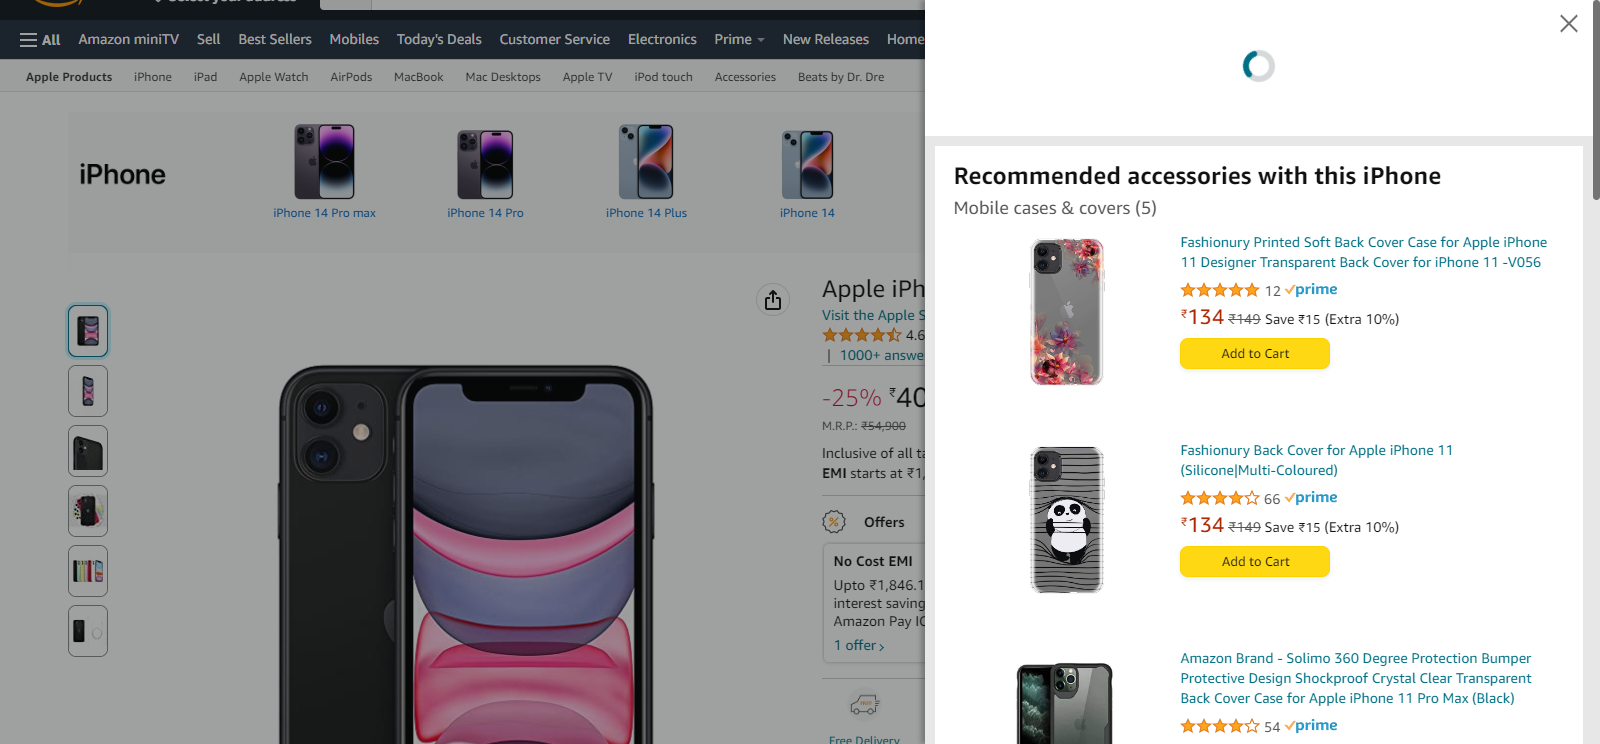 All
Amazon miniTV
Sell
Best Sellers
Mobiles
Today's Deals
Customer Service
Electronics
Prime
New Releases
Home
Apple Products
iPhone
iPad
Apple Watch
AirPods
MacBook
Mac Desktops
Apple TV
iPod touch
Accessories
Beats by Dr. Dre
iPhone
iPhone 14 Pro max
iPhone 14 Pro
iPhone 14 Plus
iPhone 14
Apple iPh
Visit the Apple S
4.6
| 1000+ answe
-25% ₹40
M.R.P.: ₹54,900
Inclusive of all ta
EMI starts at ₹1,
Offers
No Cost EMI
Upto ₹1,846.1
interest saving
Amazon Pay IC
1 offer
Free Delivery
Recommended accessories with this iPhone
Mobile cases & covers (5)
Fashionury Printed Soft Back Cover Case for Apple iPhone
11 Designer Transparent Back Cover for iPhone 11 -V056
12 prime
₹134 ₹149 Save ₹15 (Extra 10%)
Add to Cart
Fashionury Back Cover for Apple iPhone 11
(Silicone|Multi-Coloured)
66 prime
₹134 ₹149 Save ₹15 (Extra 10%)
Add to Cart
Amazon Brand - Solimo 360 Degree Protection Bumper
Protective Design Shockproof Crystal Clear Transparent
Back Cover Case for Apple iPhone 11 Pro Max (Black)
54 prime